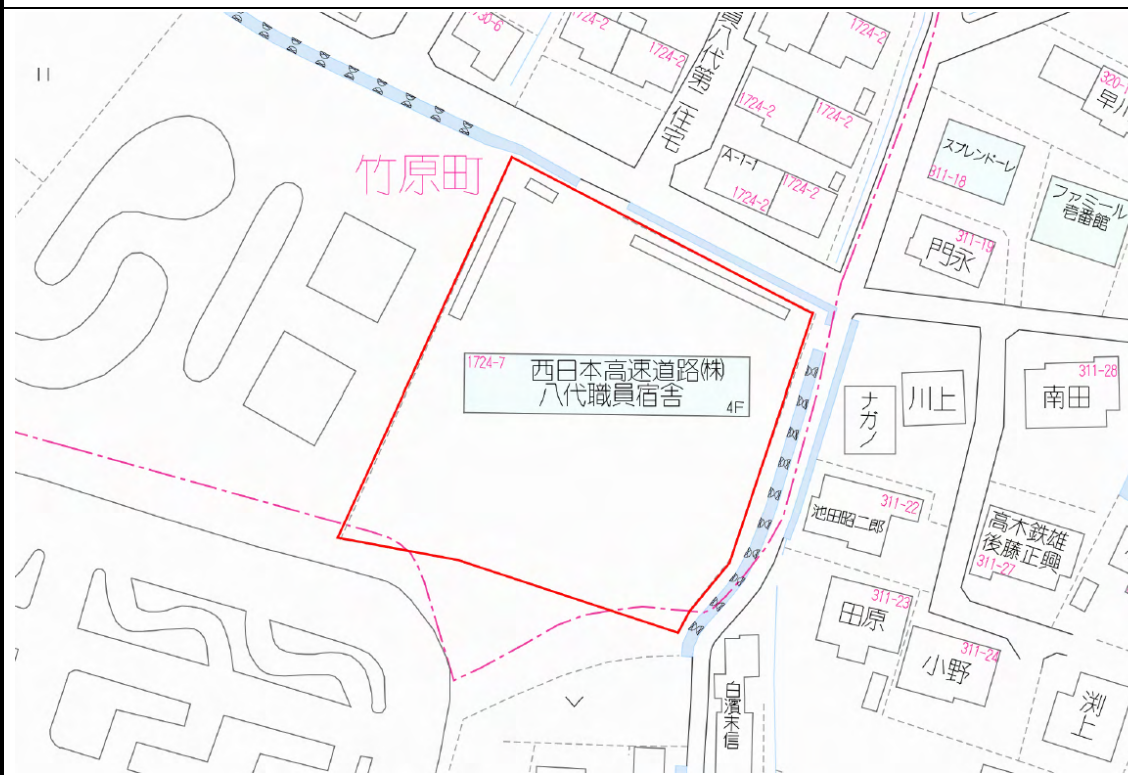 1724-2
1724-2
1724-2
員八代第二住宅
1724-2
1724-2
A-1-1
1724-2
1724-2
320-1
早川
スプレンドーレ
311-18
ファミール
壱番館
311-19
門永
竹原町
1724-7
西日本高速道路㈱
八代職員宿舎
4F
ナガノ
川上
311-28
南田
311-22
池田昭二郎
高木鉄雄
後藤正興
311-27
311-23
田原
311-24
小野
白濱末信
渕上